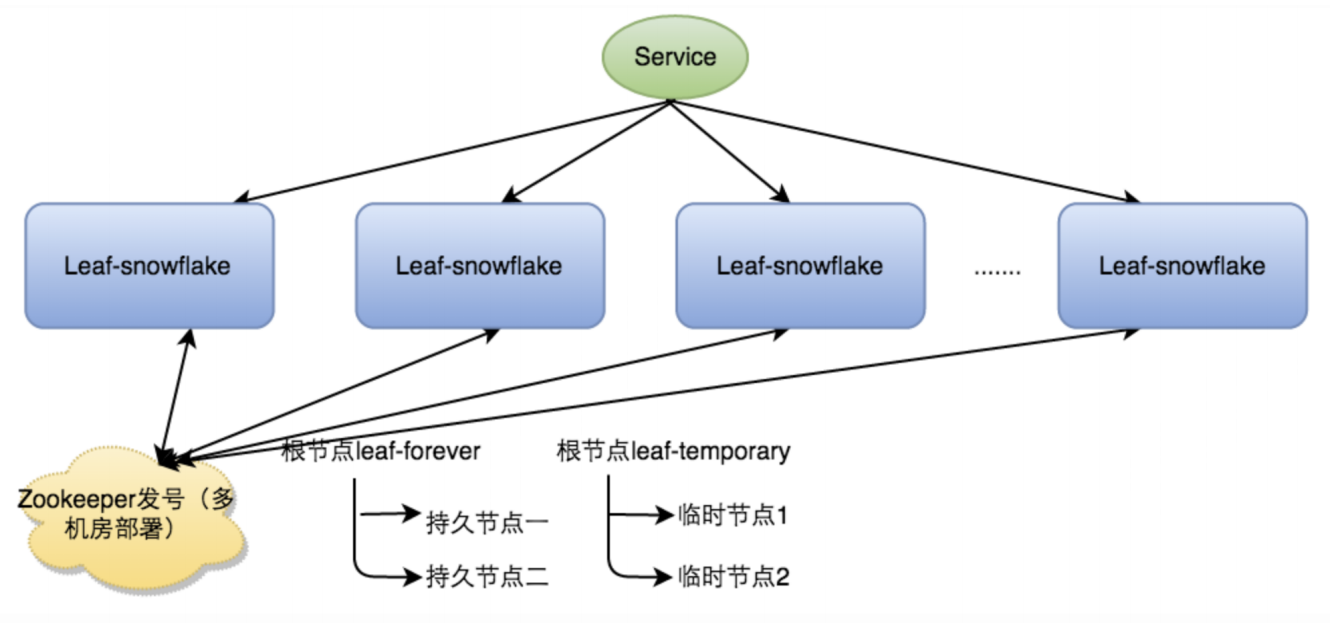 Service
Leaf-snowflake
Leaf-snowflake
Leaf-snowflake
.......
Leaf-snowflake
根节点leaf-forever
根节点leaf-temporary
Zookeeper发号（多
机房部署）
持久节点一
持久节点二
临时节点1
临时节点2